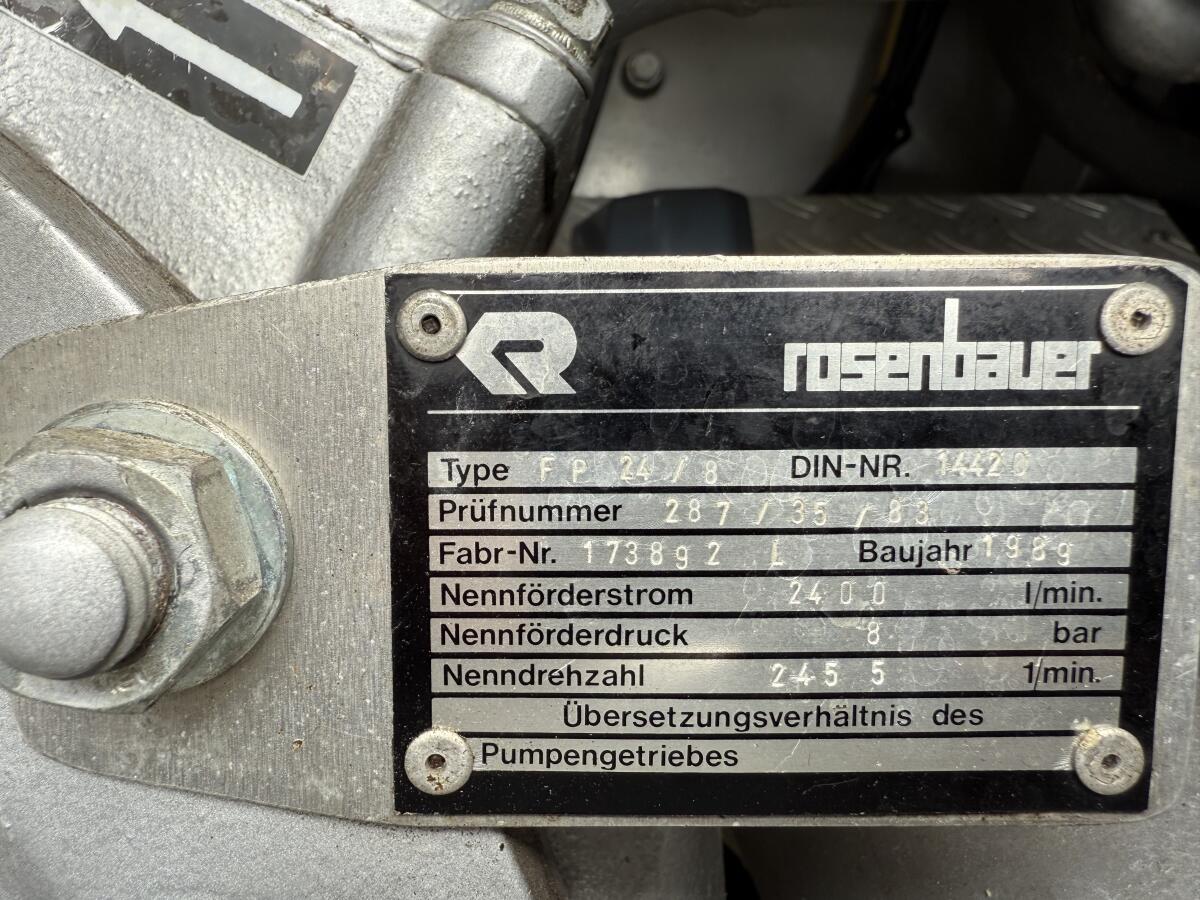 rosenbauer
Type FP 24/8 DIN-NR. 14420
Prüfnummer 287/35/83
Fabr-Nr. 173892 L Baujahr 1989
Nennförderstrom 2400 l/min.
Nennförderdruck 8 bar
Nenndrehzahl 2455 1/min.
Übersetzungsverhältnis des
Pumpengetriebes